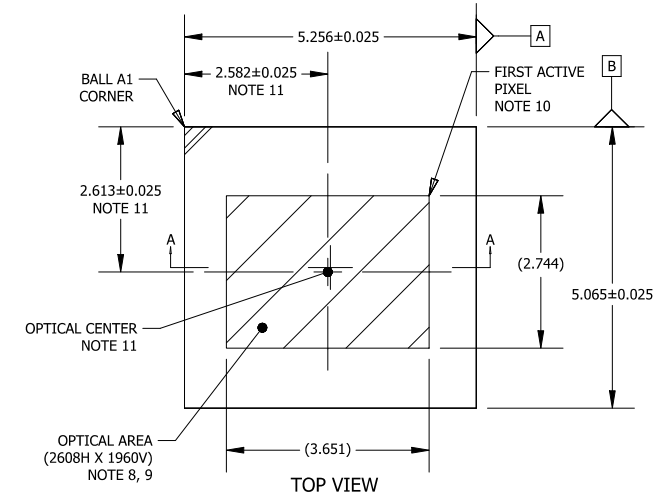 5.256±0.025
A
2.582±0.025
NOTE 11
BALL A1
CORNER
FIRST ACTIVE
PIXEL
NOTE 10
B
2.613±0.025
NOTE 11
A
A
(2.744)
5.065±0.025
OPTICAL CENTER
NOTE 11
OPTICAL AREA
(2608H X 1960V)
NOTE 8, 9
(3.651)
TOP VIEW